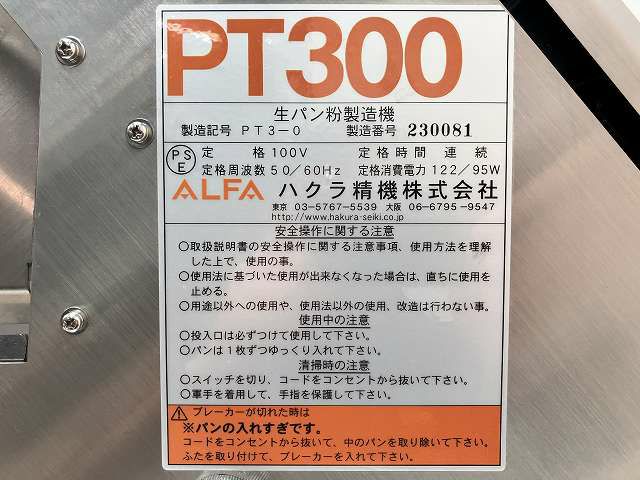 PT300
生パン粉製造機
製造記号 PT3-0 製造番号 230081
PSE 定格100V 定格時間 連続
定格周波数50/60Hz 定格消費電力122/95W
ALFA ハクラ精機株式会社
東京 03-5767-5539 大阪 06-6795-9547
http://www.hakura-seiki.co.jp
安全操作に関する注意
○取扱説明書の安全操作に関する注意事項、使用方法を理解
した上で、使用の事。
○使用法に基づいた使用が出来なくなった場合は、直ちに使用を
止める。
○用途以外への使用や、使用法以外の使用、改造は行わない事。
使用中の注意
○投入口は必ずつけて使用して下さい。
○パンは1枚ずつゆっくり入れて下さい。
清掃時の注意
○スイッチを切り、コードをコンセントから抜いて下さい。
○軍手を着用して、手指を保護して下さい。
⚠ブレーカーが切れた時は
※パンの入れすぎです。
コードをコンセントから抜いて、中のパンを取り除いて下さい。
ふたを取り付けて、ブレーカーを入れて下さい。